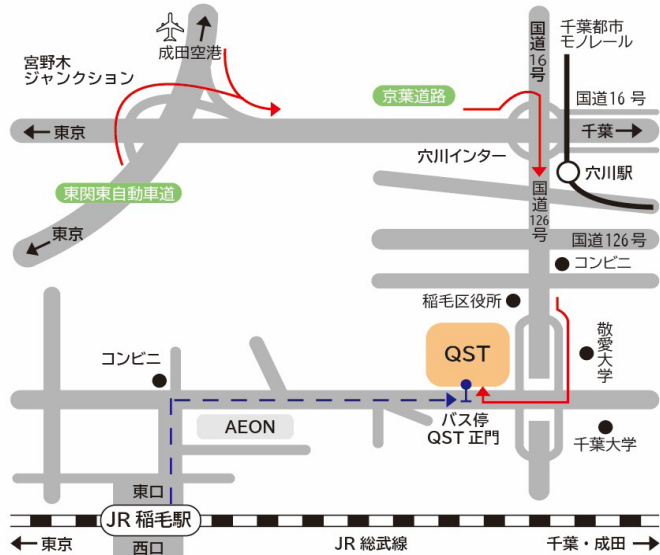 成田空港
宮野木
ジャンクション
国道16号
千葉都市
モノレール
京葉道路
国道16号
東京
千葉
穴川インター
穴川駅
東関東自動車道
国道126号
東京
国道126号
コンビニ
稲毛区役所
敬愛大学
コンビニ
QST
AEON
バス停
QST 正門
千葉大学
東口
JR 稲毛駅
東京
西口
JR 総武線
千葉・成田